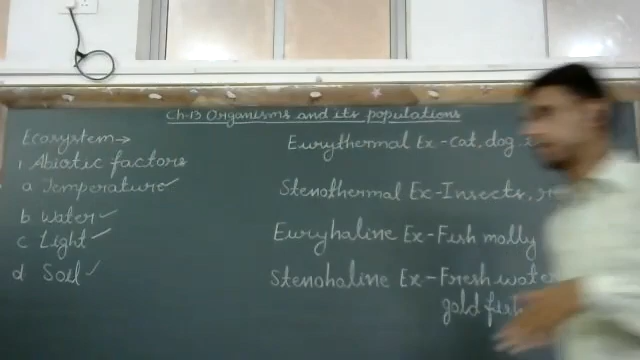 Ch-13 Organisms and its populations
Ecosystem→
1 Abiotic factors
a Temperature✓
b Water✓
c Light✓
d Soil✓
Eurythermal Ex-cat, dog,
Stenothermal Ex-Insects,
Euryhaline Ex-Fish molly
Stenohaline Ex-Fresh water
gold fish